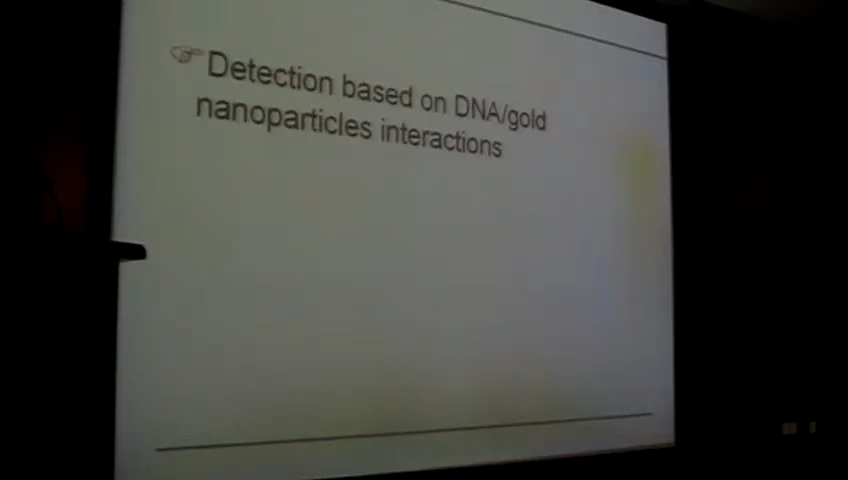 Detection based on DNA/gold
nanoparticles interactions